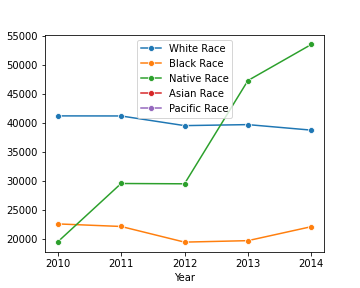 55000
50000
45000
40000
35000
30000
25000
20000
White Race
Black Race
Native Race
Asian Race
Pacific Race
2010 2011 2012 2013 2014
Year